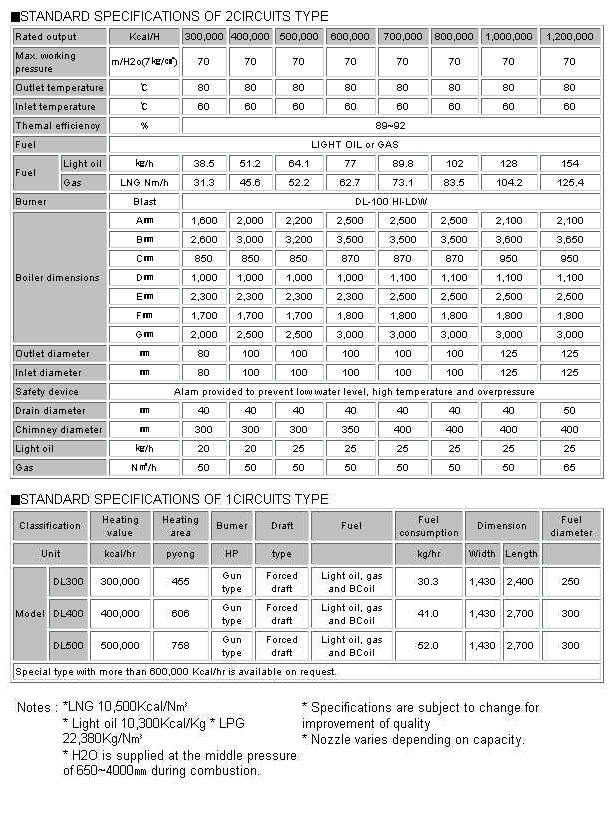 ■STANDARD SPECIFICATIONS OF 2CIRCUITS TYPE
Rated output Kcal/H 300,000 400,000 500,000 600,000 700,000 800,000 1,000,000 1,200,000
Max. working pressure m/H2o(7㎏/㎠) 70 70 70 70 70 70 70 70
Outlet temperature ℃ 80 80 80 80 80 80 80 80
Inlet temperature ℃ 60 60 60 60 60 60 60 60
Themal efficiency % 89~92
Fuel LIGHT OIL or GAS
Fuel Light oil ㎏/h 38.5 51.2 64.1 77 89.8 102 128 154
Gas LNG Nm/h 31.3 45.6 52.2 62.7 73.1 83.5 104.2 125.4
Burner Blast DL-100 HI-LDW
Boiler dimensions A㎜ 1,600 2,000 2,200 2,500 2,500 2,500 2,100 2,100
B㎜ 2,600 3,000 3,200 3,500 3,500 3,500 3,600 3,650
C㎜ 850 850 850 870 870 870 950 950
D㎜ 1,000 1,000 1,000 1,000 1,100 1,100 1,100 1,100
E㎜ 2,300 2,300 2,300 2,300 2,500 2,500 2,500 2,500
F㎜ 1,700 1,700 1,700 1,800 1,800 1,800 1,800 1,800
G㎜ 2,000 2,500 2,500 3,000 3,000 3,000 3,000 3,000
Outlet diameter ㎜ 80 100 100 100 100 100 125 125
Inlet diameter ㎜ 80 100 100 100 100 100 125 125
Safety device Alam provided to prevent low water level, high temperature and overpressure
Drain diameter ㎜ 40 40 40 40 40 40 40 50
Chimney diameter ㎜ 300 300 300 350 400 400 400 400
Light oil ㎏/h 20 20 25 25 25 25 25 25
Gas N㎥/h 50 50 50 50 50 50 50 65
■STANDARD SPECIFICATIONS OF 1CIRCUITS TYPE
Classification Heating value Heating area Burner Draft Fuel Fuel consumption Dimension Fuel diameter
Unit kcal/hr pyong HP type kg/hr Width Length
Model DL300 300,000 455 Gun type Forced draft Light oil, gas and BCoil 30.3 1,430 2,400 250
DL400 400,000 606 Gun type Forced draft Light oil, gas and BCoil 41.0 1,430 2,700 300
DL500 500,000 758 Gun type Forced draft Light oil, gas and BCoil 52.0 1,430 2,700 300
Special type with more than 600,000 Kcal/hr is available on request.
Notes : *LNG 10,500Kcal/N㎥
* Light oil 10,300Kcal/Kg * LPG
22,380Kg/N㎥
* H2O is supplied at the middle pressure
of 650~4000㎜ during combustion.
* Specifications are subject to change for
improvement of quality
* Nozzle varies depending on capacity.